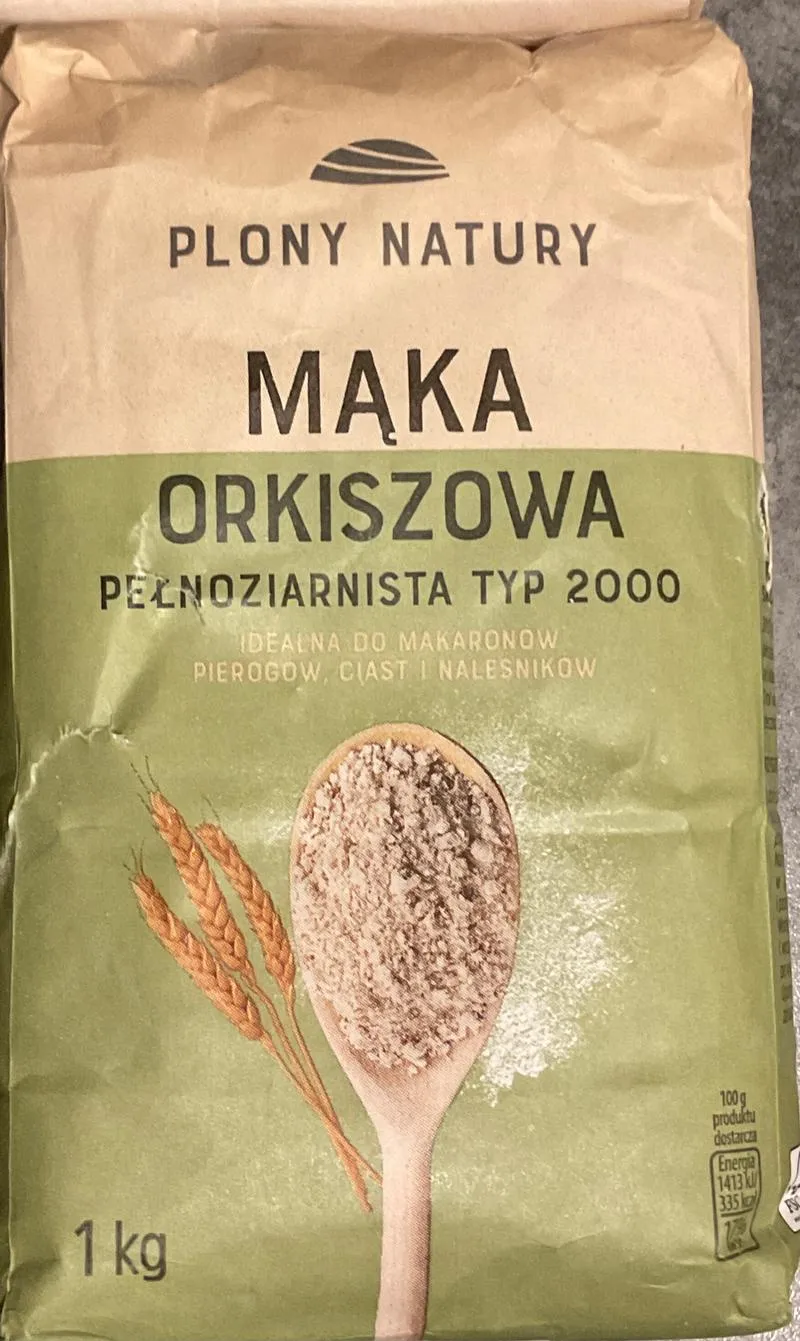 PLONY NATURY
MĄKA
ORKISZOWA
PEŁNOZIARNISTA TYP 2000
IDEALNA DO MAKARONÓW
PIEROGÓW, CIAST I NALEŚNIKÓW
100 g
produktu
dostarcza
Energia
1413 kJ/
335 kcal
1 kg